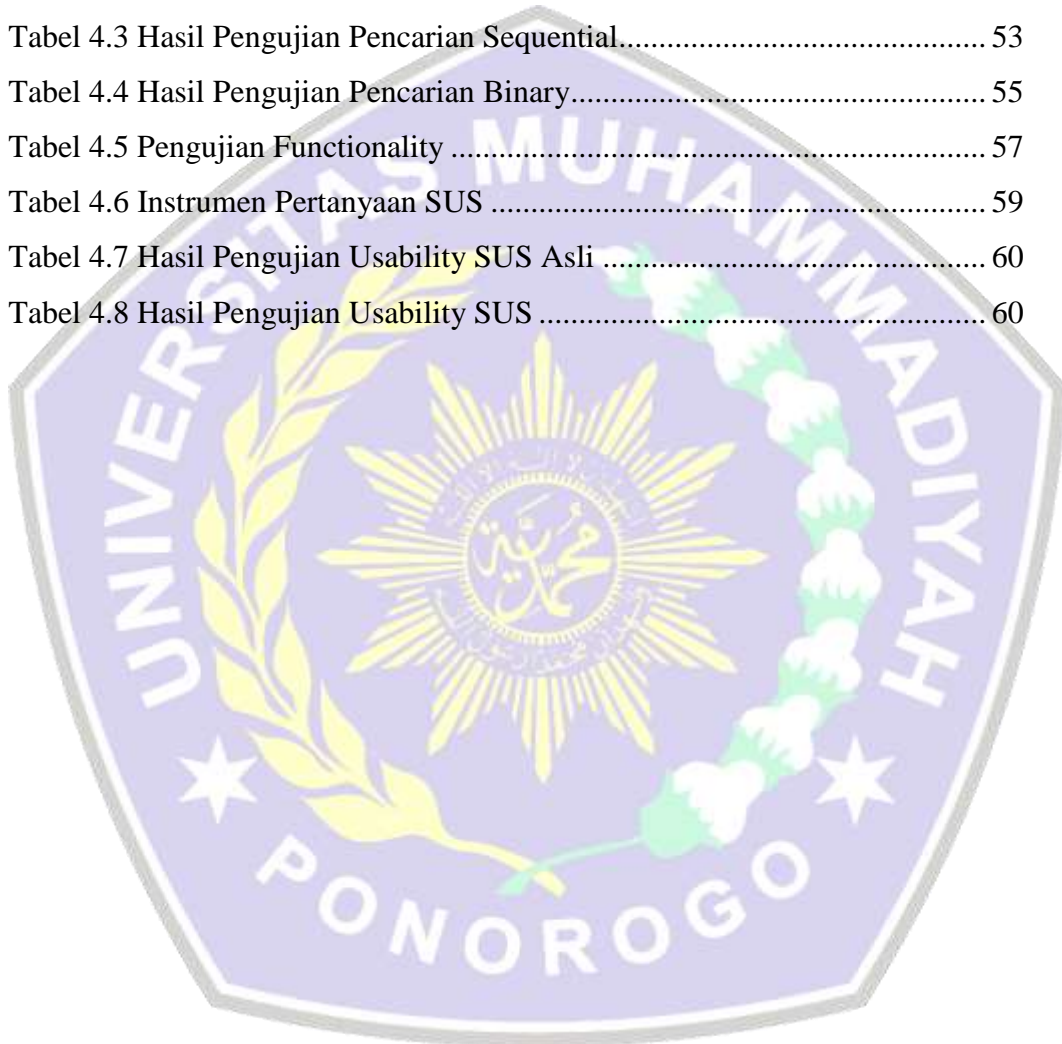 Tabel 4.3 Hasil Pengujian Pencarian Sequential.......................................... 53
Tabel 4.4 Hasil Pengujian Pencarian Binary................................................ 55
Tabel 4.5 Pengujian Functionality ............................................................... 57
Tabel 4.6 Instrumen Pertanyaan SUS .......................................................... 59
Tabel 4.7 Hasil Pengujian Usability SUS Asli ............................................ 60
Tabel 4.8 Hasil Pengujian Usability SUS .................................................... 60
UNIVERSITAS MUHAMMADIYAH
PONOROGO
محمدية